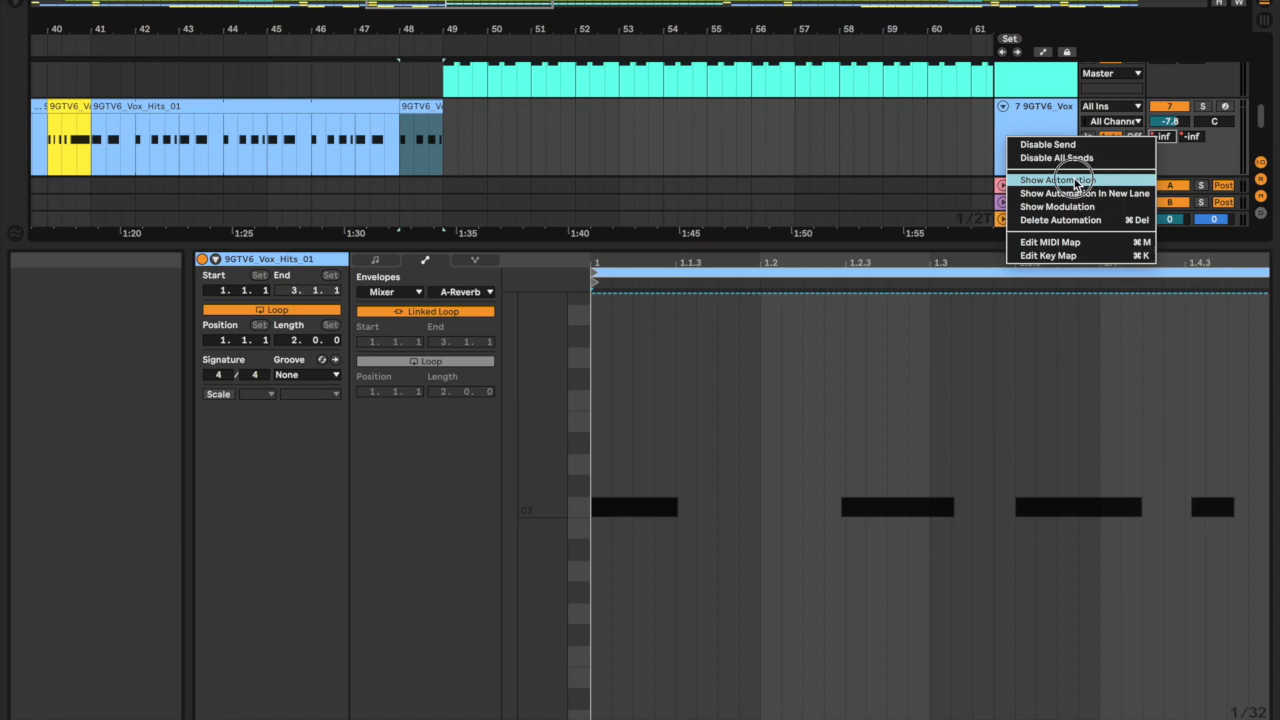 H W
40 41 42 43 44 45 46 47 48 49 50 51 52 53 54 55 56 57 58 59 60 61
Set
Master
... 9 9GTV6_Vo 9GTV6_Vox_Hits_01 9GTV6_Vo
7 9GTV6_Vox All Ins 7 S
All Channe -7.8 C
-inf -inf
Disable Send
Disable All Sends
Show Automation
Show Automation In New Lane
Show Modulation
Delete Automation ⌘ Del
Edit MIDI Map ⌘ M
Edit Key Map ⌘ K
A S Post
B S Post
0 0
1/2T
1:20 1:25 1:30 1:35 1:40 1:45 1:50 1:55
9GTV6_Vox_Hits_01
Start Set End Set
1. 1. 1 3. 1. 1
Loop
Position Set Length Set
1. 1. 1 2. 0. 0
Signature Groove
4 / 4 None
Scale
Envelopes
Mixer A-Reverb
Linked Loop
Start End
1. 1. 1 3. 1. 1
Loop
Position Length
1. 1. 1 2. 0. 0
1 1.1.3 1.2 1.2.3 1.3 1.4.3
C3
1/32